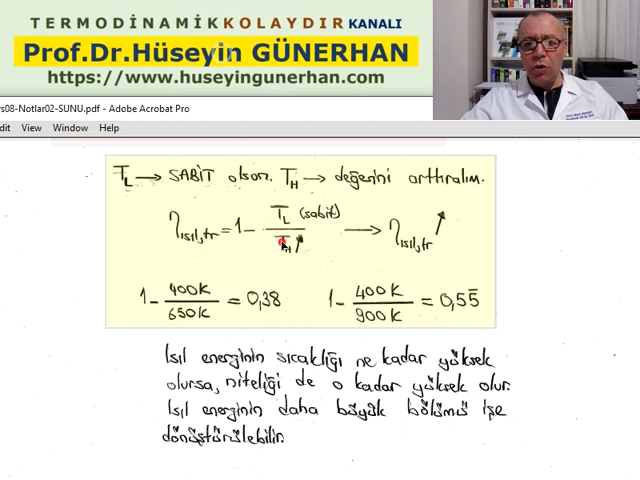 TERMODİNAMİKKOLAYDIR KANALI
Prof.Dr.Hüseyin GÜNERHAN
https://www.huseyingunerhan.com
s08-Notlar02-SUNU.pdf - Adobe Acrobat Pro
dit View Window Help
T_L → SABİT olsun. T_H → değerini arttıralım.
η_ısıl,tr = 1 - T_L (sabit) / T_H ↗ → η_ısıl,tr ↗
1 - 400K / 650K = 0,38 1 - 400K / 900K = 0,55̄
Isıl enerjinin sıcaklığı ne kadar yüksek
olursa, niteliği de o kadar yüksek olur.
Isıl enerjinin daha büyük bölümü işe
dönüştürülebilir.